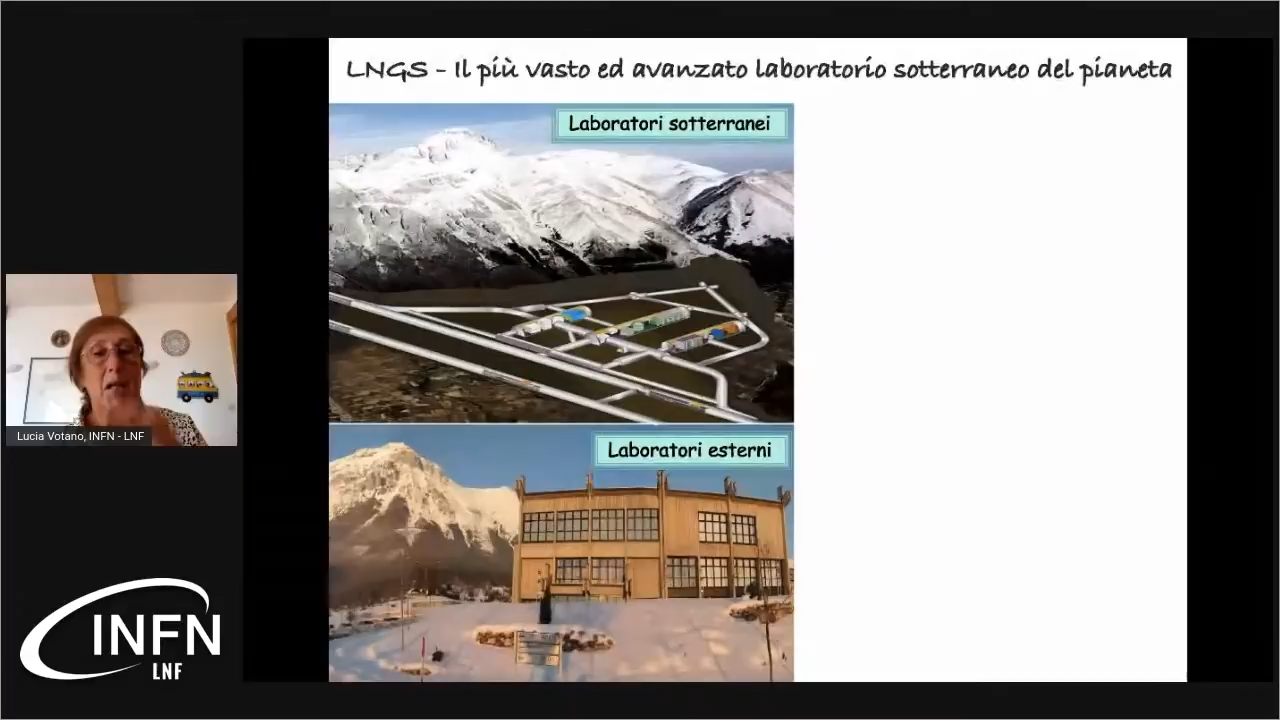 LNGS - Il più vasto ed avanzato laboratorio sotterraneo del pianeta
Laboratori sotterranei
Laboratori esterni
Lucia Votano, INFN - LNF
INFN
LNF